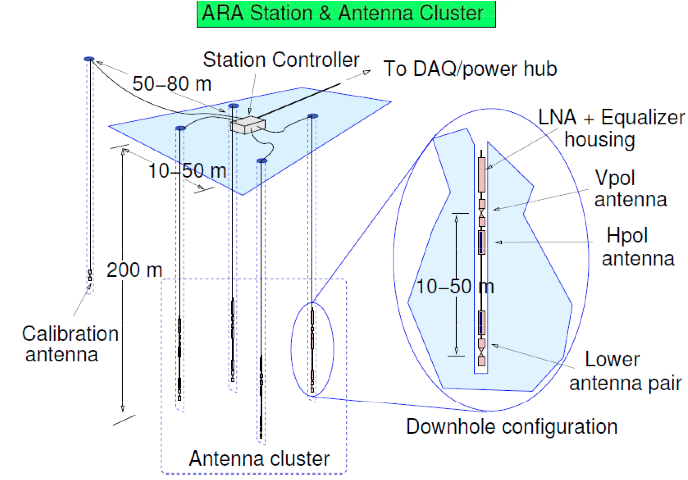 ARA Station & Antenna Cluster
Station Controller
To DAQ/power hub
50–80 m
LNA + Equalizer
housing
Vpol
antenna
10–50 m
Hpol
antenna
200 m
10–50 m
Calibration
antenna
Lower
antenna pair
Downhole configuration
Antenna cluster